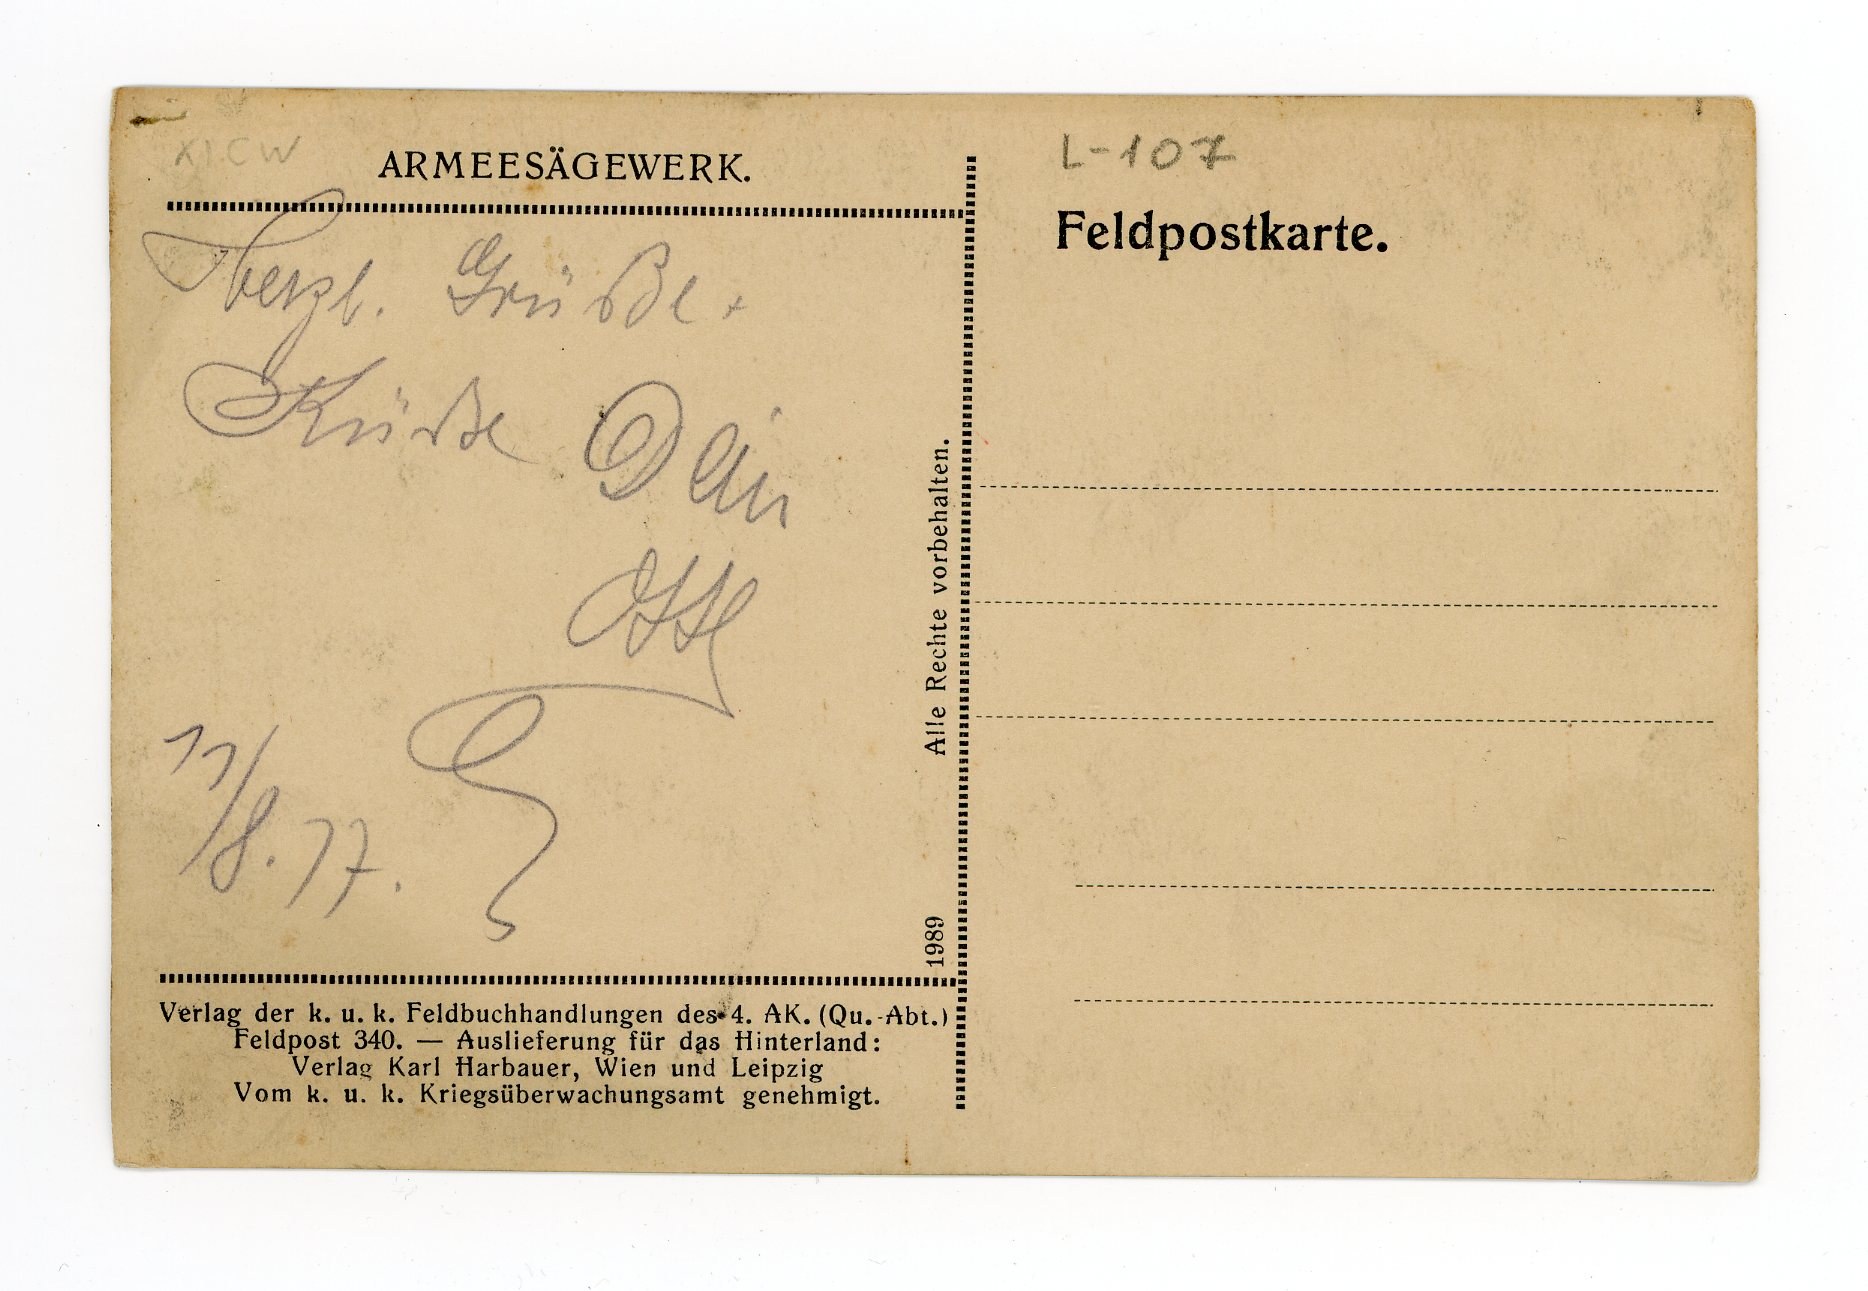 XI.CW
ARMEESÄGEWERK.
herzl. Grüße +
Küße Dein
Otto
11/8.17.
Alle Rechte vorbehalten.
1989
Verlag der k. u. k. Feldbuchhandlungen des 4. AK. (Qu.-Abt.)
Feldpost 340. — Auslieferung für das Hinterland:
Verlag Karl Harbauer, Wien und Leipzig
Vom k. u. k. Kriegsüberwachungsamt genehmigt.
L-107
Feldpostkarte.